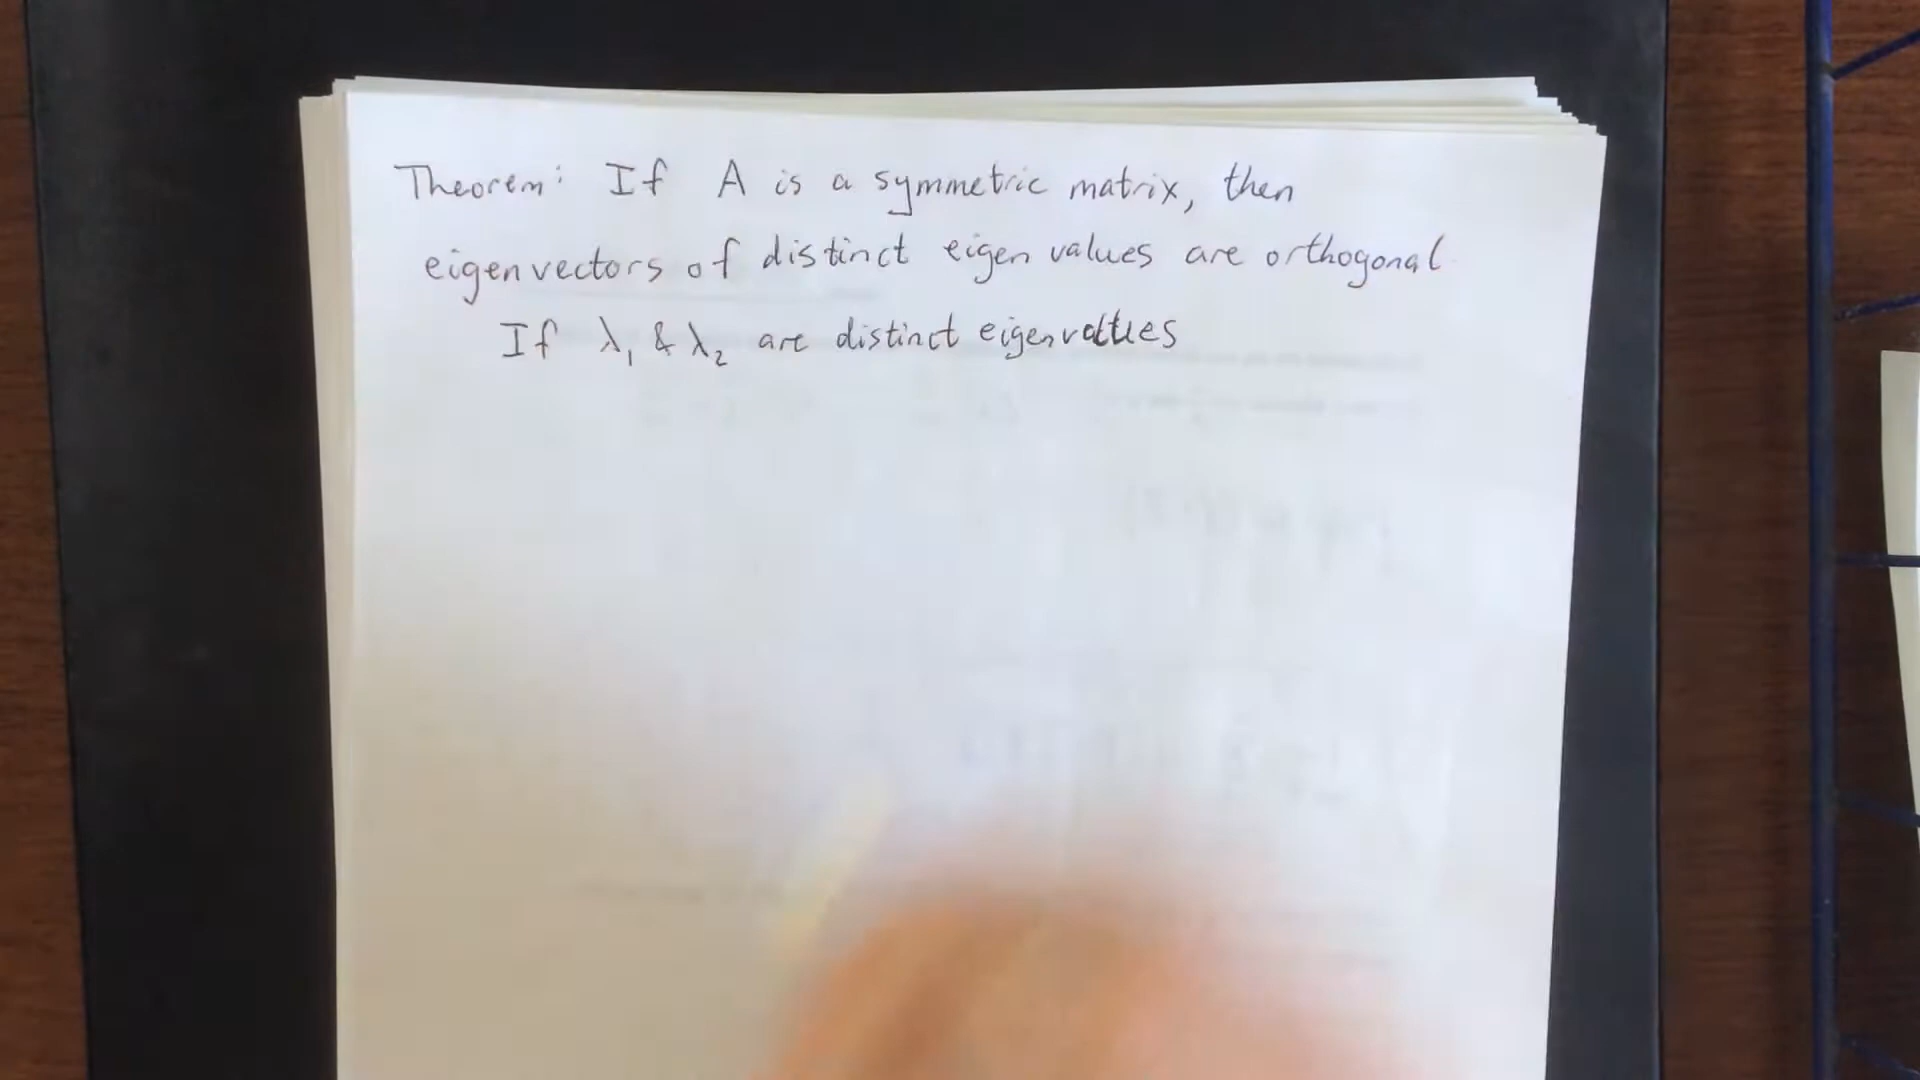 Theorem: If A is a symmetric matrix, then
eigenvectors of distinct eigen values are orthogonal
If λ₁ & λ₂ are distinct eigenvalues